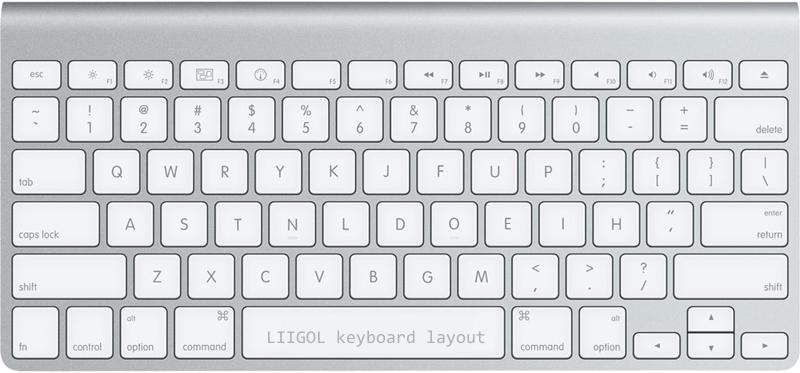 esc F1 F2 F3 F4 F5 F6 F7 F8 F9 F10 F11 F12
~ ! @ # $ % ^ & * ( ) – +
` 1 2 3 4 5 6 7 8 9 0 - = delete
tab Q W R Y K J F U P : ; { [ } ] | \
caps lock A S T N L D O E I H " ' enter return
shift Z X C V B G M < , > . ? / shift
fn control alt option ⌘ command LIIGOL keyboard layout ⌘ command alt option ◄ ▲ ▼ ►